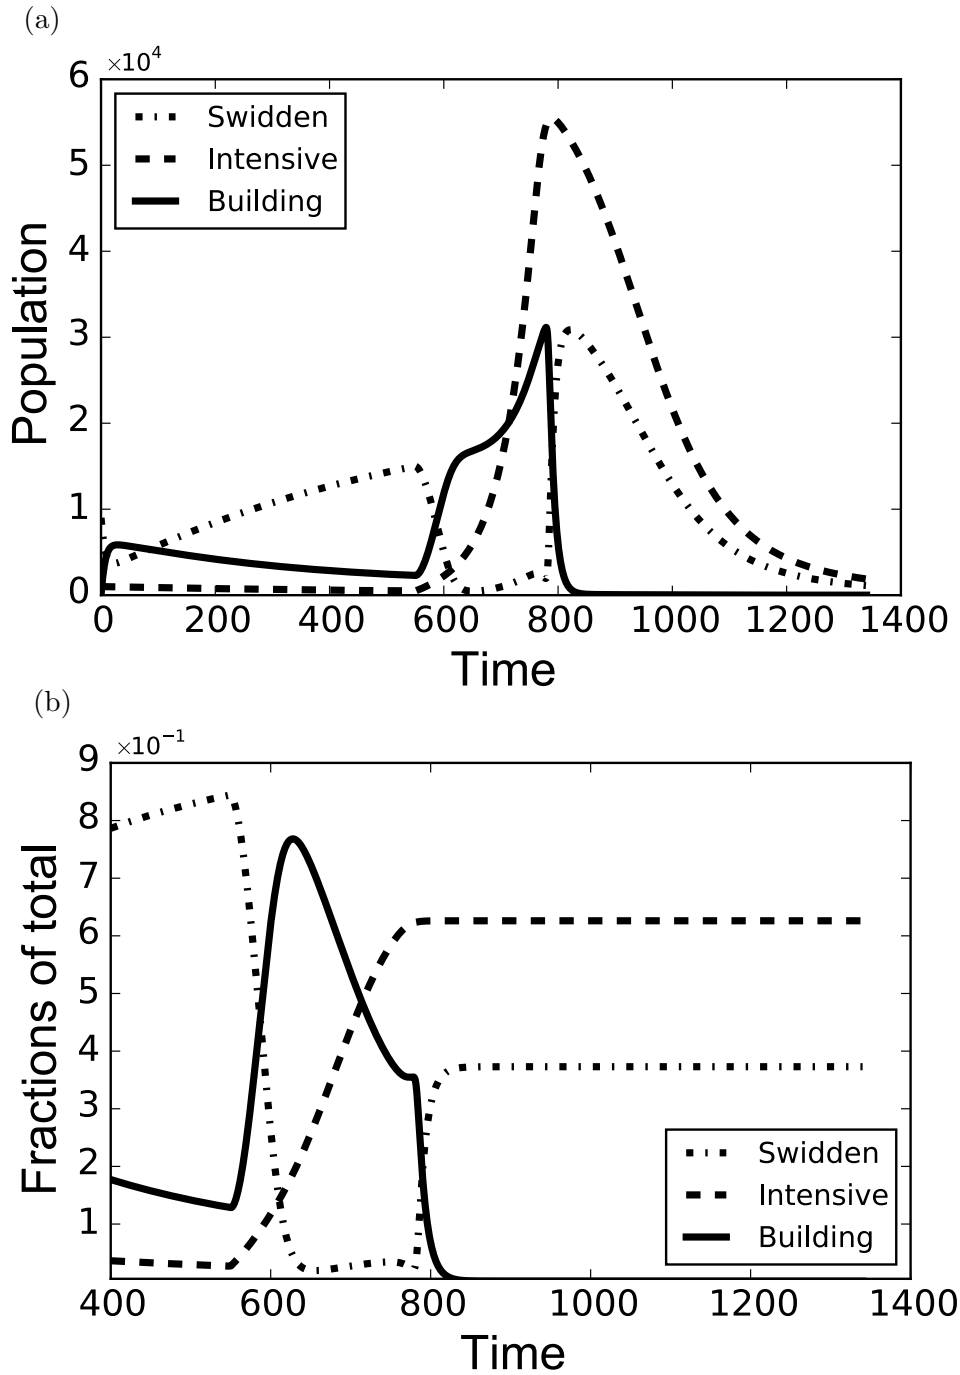 (a)
×10⁴
6
5
4
3
2
1
0
Population
Swidden
Intensive
Building
0 200 400 600 800 1000 1200 1400
Time
(b)
×10⁻¹
9
8
7
6
5
4
3
2
1
Fractions of total
Swidden
Intensive
Building
400 600 800 1000 1200 1400
Time